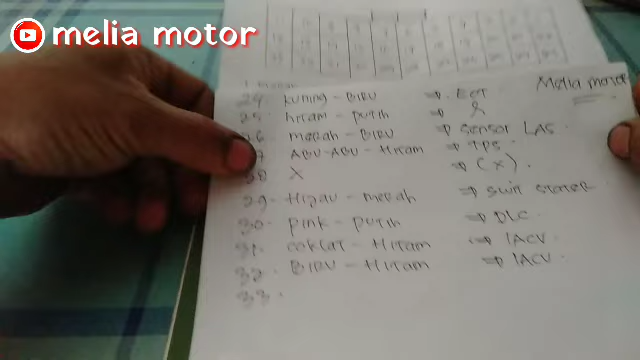 melia motor
Melia motor
24. kuning - BIRU ⇒ EOT
25. hitam - putih ⇒
26 merah - BIRU ⇒ sensor LAS.
27 ABU-ABU - Hitam ⇒ TPS
28 X ⇒ (X).
29. Hijau - merah ⇒ swit stater
30. pink - putih ⇒ DLC.
31. coklat - Hitam ⇒ IACV.
32. BIRU - Hitam ⇒ IACV.
33.